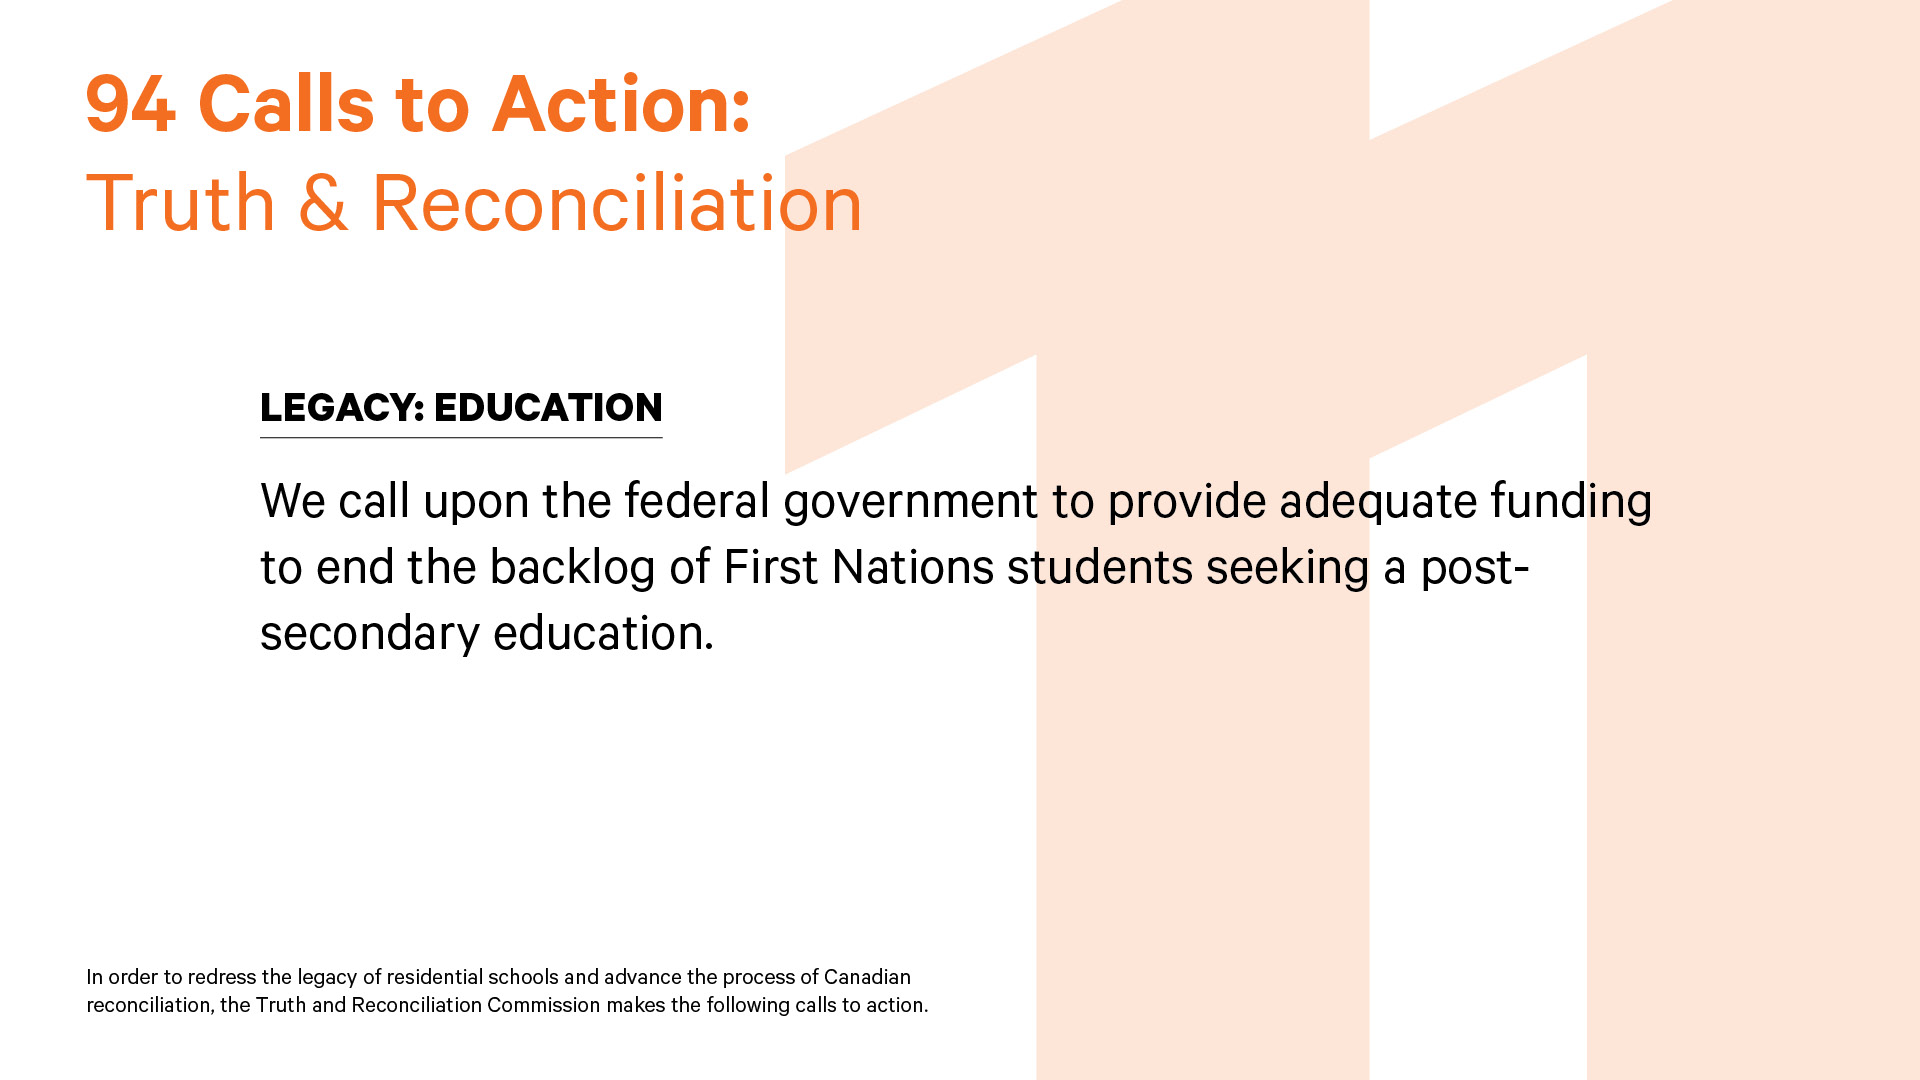 94 Calls to Action:
Truth & Reconciliation
11
LEGACY: EDUCATION
We call upon the federal government to provide adequate funding
to end the backlog of First Nations students seeking a post-
secondary education.
In order to redress the legacy of residential schools and advance the process of Canadian
reconciliation, the Truth and Reconciliation Commission makes the following calls to action.